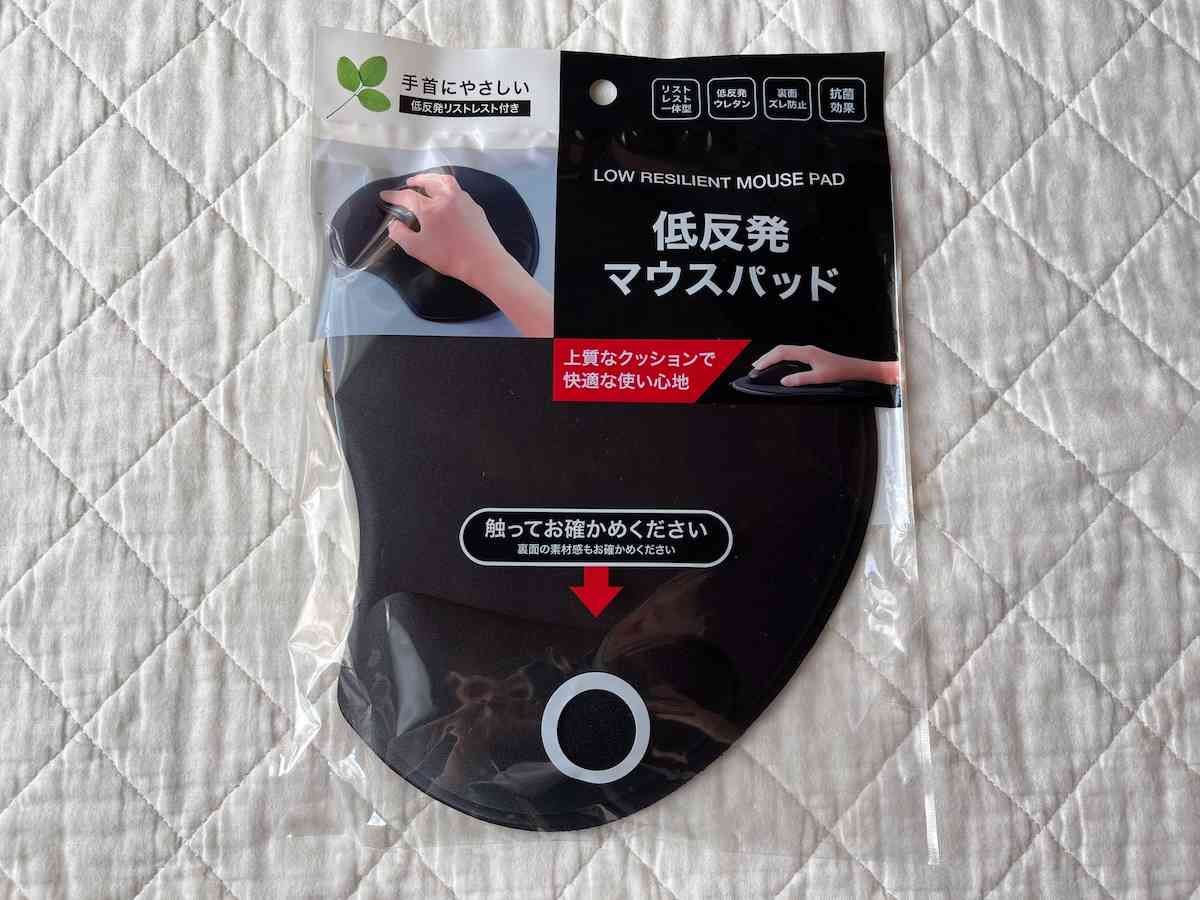 手首にやさしい
低反発リストレスト付き
リスト
レスト
一体型
低反発
ウレタン
裏面
ズレ防止
抗菌
効果
LOW RESILIENT MOUSE PAD
低反発
マウスパッド
上質なクッションで
快適な使い心地
触ってお確かめください
裏面の素材感もお確かめください